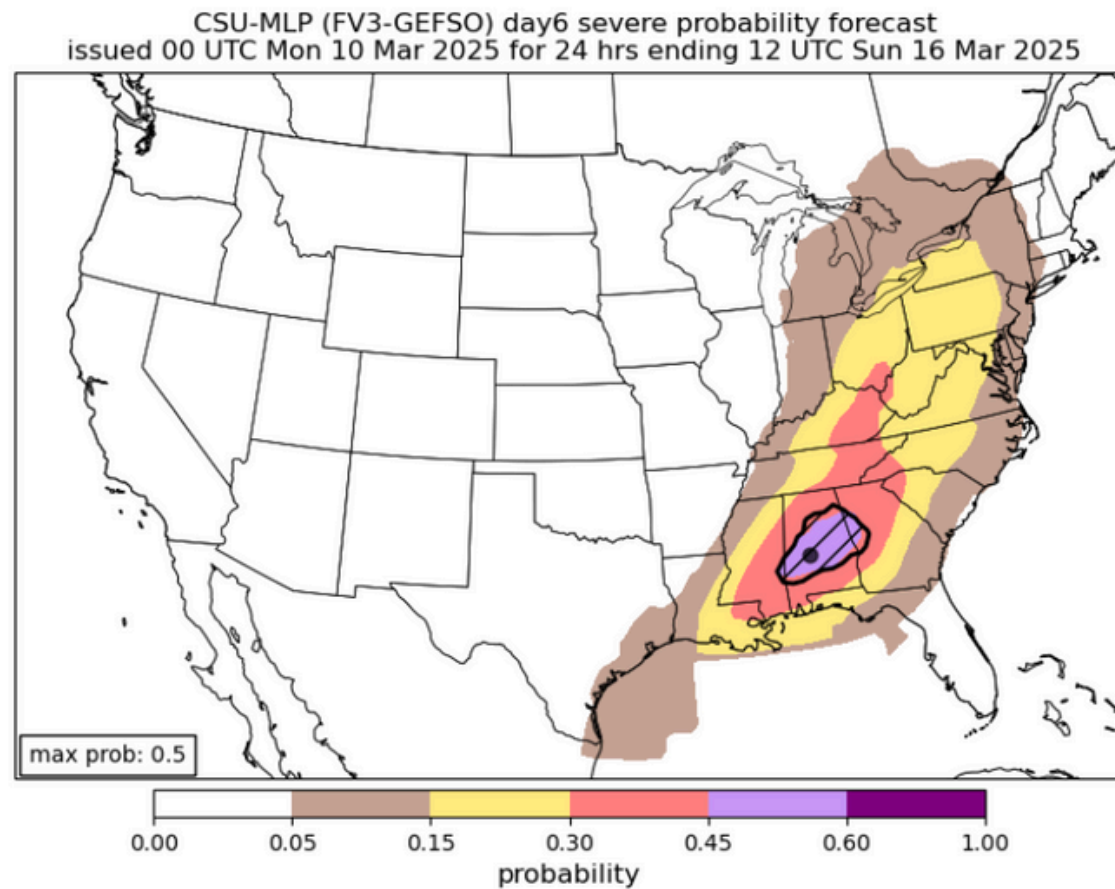 CSU-MLP (FV3-GEFSO) day6 severe probability forecast
issued 00 UTC Mon 10 Mar 2025 for 24 hrs ending 12 UTC Sun 16 Mar 2025
max prob: 0.5
0.00 0.05 0.15 0.30 0.45 0.60 1.00
probability